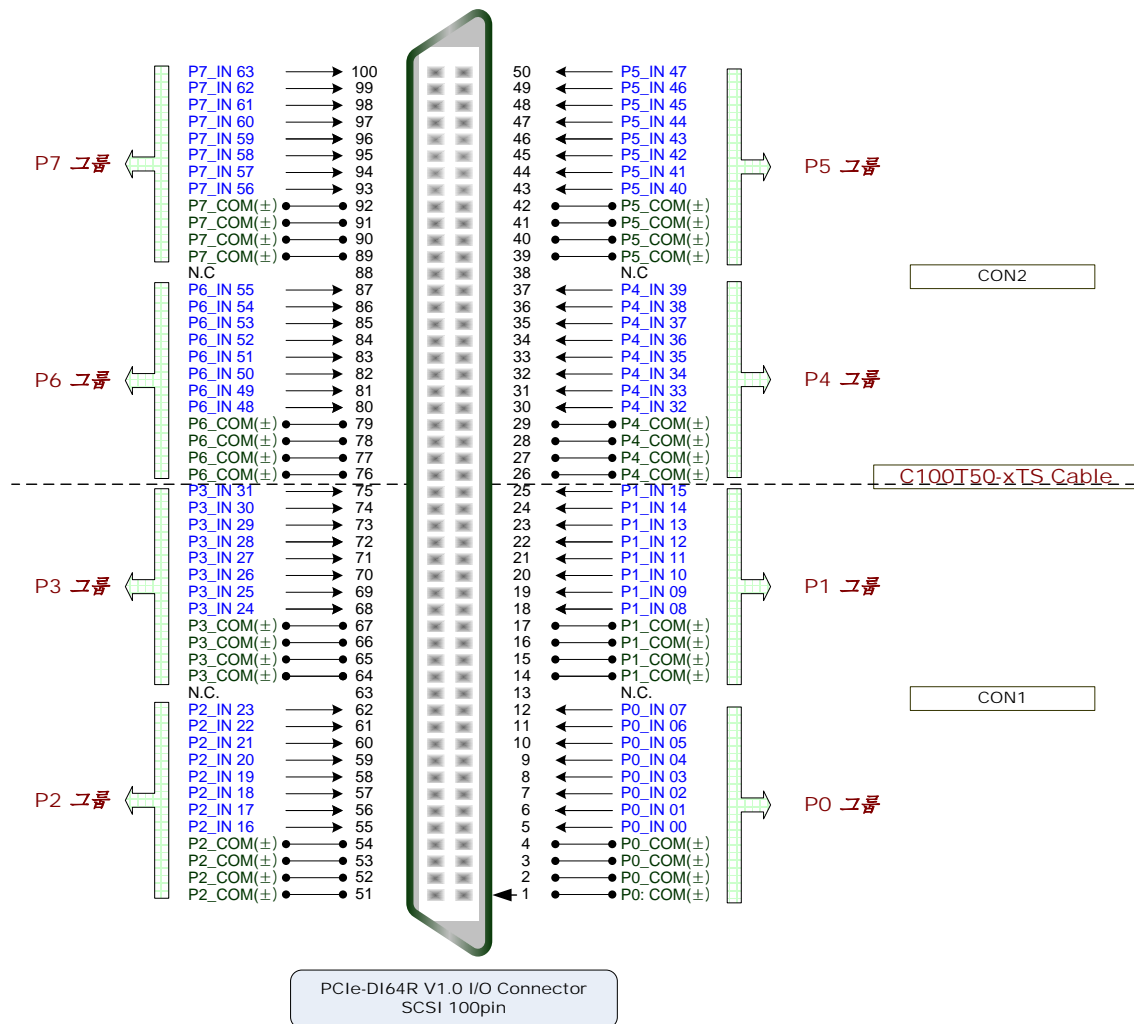 P7_IN 63 100 50 P5_IN 47
P7_IN 62 99 49 P5_IN 46
P7_IN 61 98 48 P5_IN 45
P7_IN 60 97 47 P5_IN 44
P7_IN 59 96 46 P5_IN 43
P7_IN 58 95 45 P5_IN 42
P7 그룹 P5 그룹
P7_IN 57 94 44 P5_IN 41
P7_IN 56 93 43 P5_IN 40
P7_COM(±) 92 42 P5_COM(±)
P7_COM(±) 91 41 P5_COM(±)
P7_COM(±) 90 40 P5_COM(±)
P7_COM(±) 89 39 P5_COM(±)
N.C 88 38 N.C
CON2
P6_IN 55 87 37 P4_IN 39
P6_IN 54 86 36 P4_IN 38
P6_IN 53 85 35 P4_IN 37
P6_IN 52 84 34 P4_IN 36
P6_IN 51 83 33 P4_IN 35
P6_IN 50 82 32 P4_IN 34
P6 그룹 P4 그룹
P6_IN 49 81 31 P4_IN 33
P6_IN 48 80 30 P4_IN 32
P6_COM(±) 79 29 P4_COM(±)
P6_COM(±) 78 28 P4_COM(±)
P6_COM(±) 77 27 P4_COM(±)
P6_COM(±) 76 26 P4_COM(±)
C100T50-xTS Cable
P3_IN 31 75 25 P1_IN 15
P3_IN 30 74 24 P1_IN 14
P3_IN 29 73 23 P1_IN 13
P3_IN 28 72 22 P1_IN 12
P3_IN 27 71 21 P1_IN 11
P3_IN 26 70 20 P1_IN 10
P3 그룹 P1 그룹
P3_IN 25 69 19 P1_IN 09
P3_IN 24 68 18 P1_IN 08
P3_COM(±) 67 17 P1_COM(±)
P3_COM(±) 66 16 P1_COM(±)
P3_COM(±) 65 15 P1_COM(±)
P3_COM(±) 64 14 P1_COM(±)
N.C. 63 13 N.C.
CON1
P2_IN 23 62 12 P0_IN 07
P2_IN 22 61 11 P0_IN 06
P2_IN 21 60 10 P0_IN 05
P2_IN 20 59 9 P0_IN 04
P2_IN 19 58 8 P0_IN 03
P2_IN 18 57 7 P0_IN 02
P2 그룹 P0 그룹
P2_IN 17 56 6 P0_IN 01
P2_IN 16 55 5 P0_IN 00
P2_COM(±) 54 4 P0_COM(±)
P2_COM(±) 53 3 P0_COM(±)
P2_COM(±) 52 2 P0_COM(±)
P2_COM(±) 51 1 P0: COM(±)
PCIe-DI64R V1.0 I/O Connector
SCSI 100pin